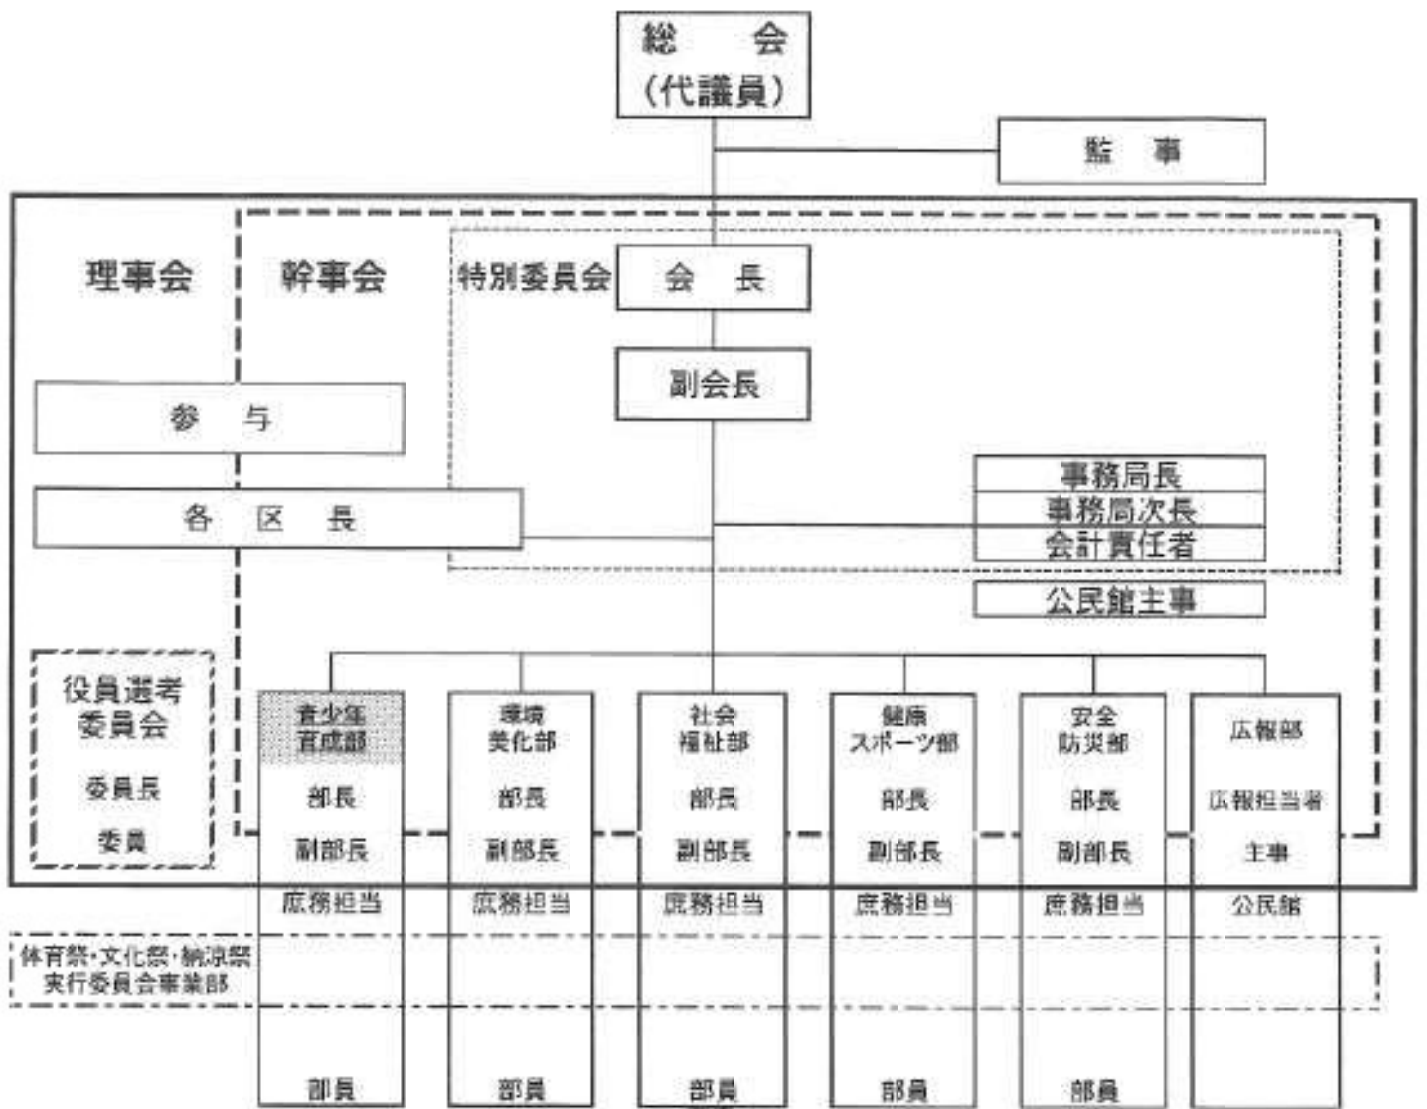 総　会
（代議員）
監　事
理事会
幹事会
特別委員会
会　長
副会長
参　与
各　区　長
事務局長
事務局次長
会計責任者
公民館主事
役員選考
委員会
委員長
委員
青少年
育成部
部長
副部長
庶務担当
部員
環境
美化部
部長
副部長
庶務担当
部員
社会
福祉部
部長
副部長
庶務担当
部員
健康
スポーツ部
部長
副部長
庶務担当
部員
安全
防災部
部長
副部長
庶務担当
部員
広報部
広報担当者
主事
公民館
体育祭・文化祭・納涼祭
実行委員会事業部